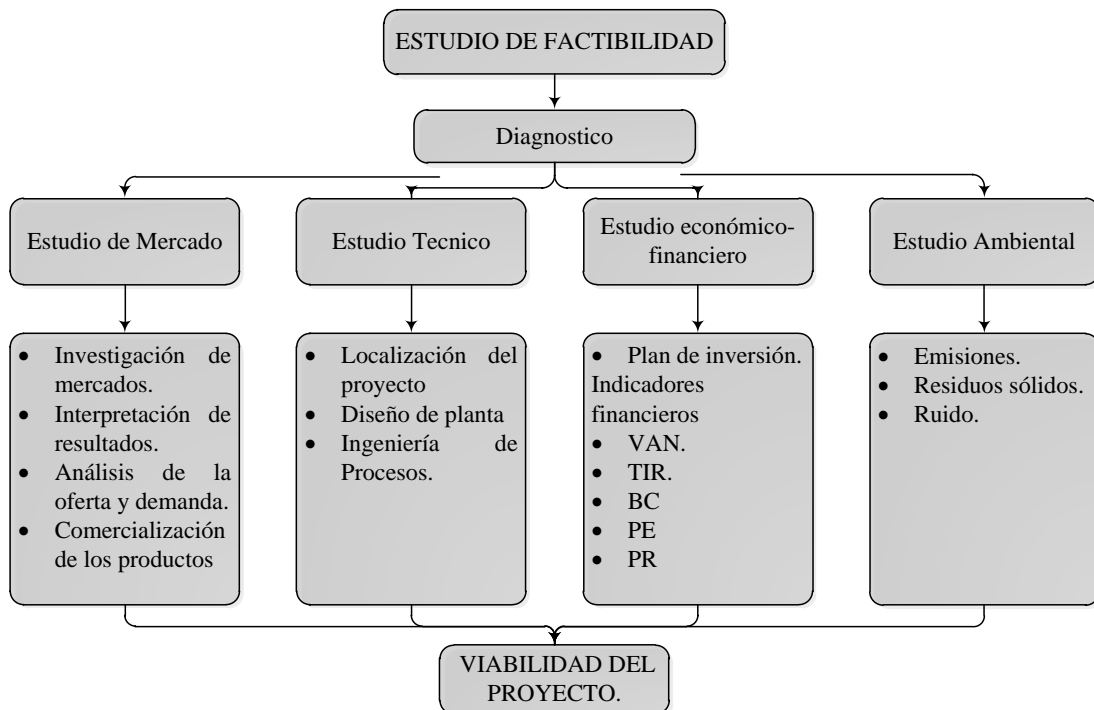 ESTUDIO DE FACTIBILIDAD
Diagnostico
Estudio de Mercado
Estudio Tecnico
Estudio económico-
financiero
Estudio Ambiental
• Investigación de
mercados.
• Interpretación de
resultados.
• Análisis de la
oferta y demanda.
• Comercialización
de los productos
• Localización del
proyecto
• Diseño de planta
• Ingeniería de
Procesos.
• Plan de inversión.
Indicadores
financieros
• VAN.
• TIR.
• BC
• PE
• PR
• Emisiones.
• Residuos sólidos.
• Ruido.
VIABILIDAD DEL
PROYECTO.